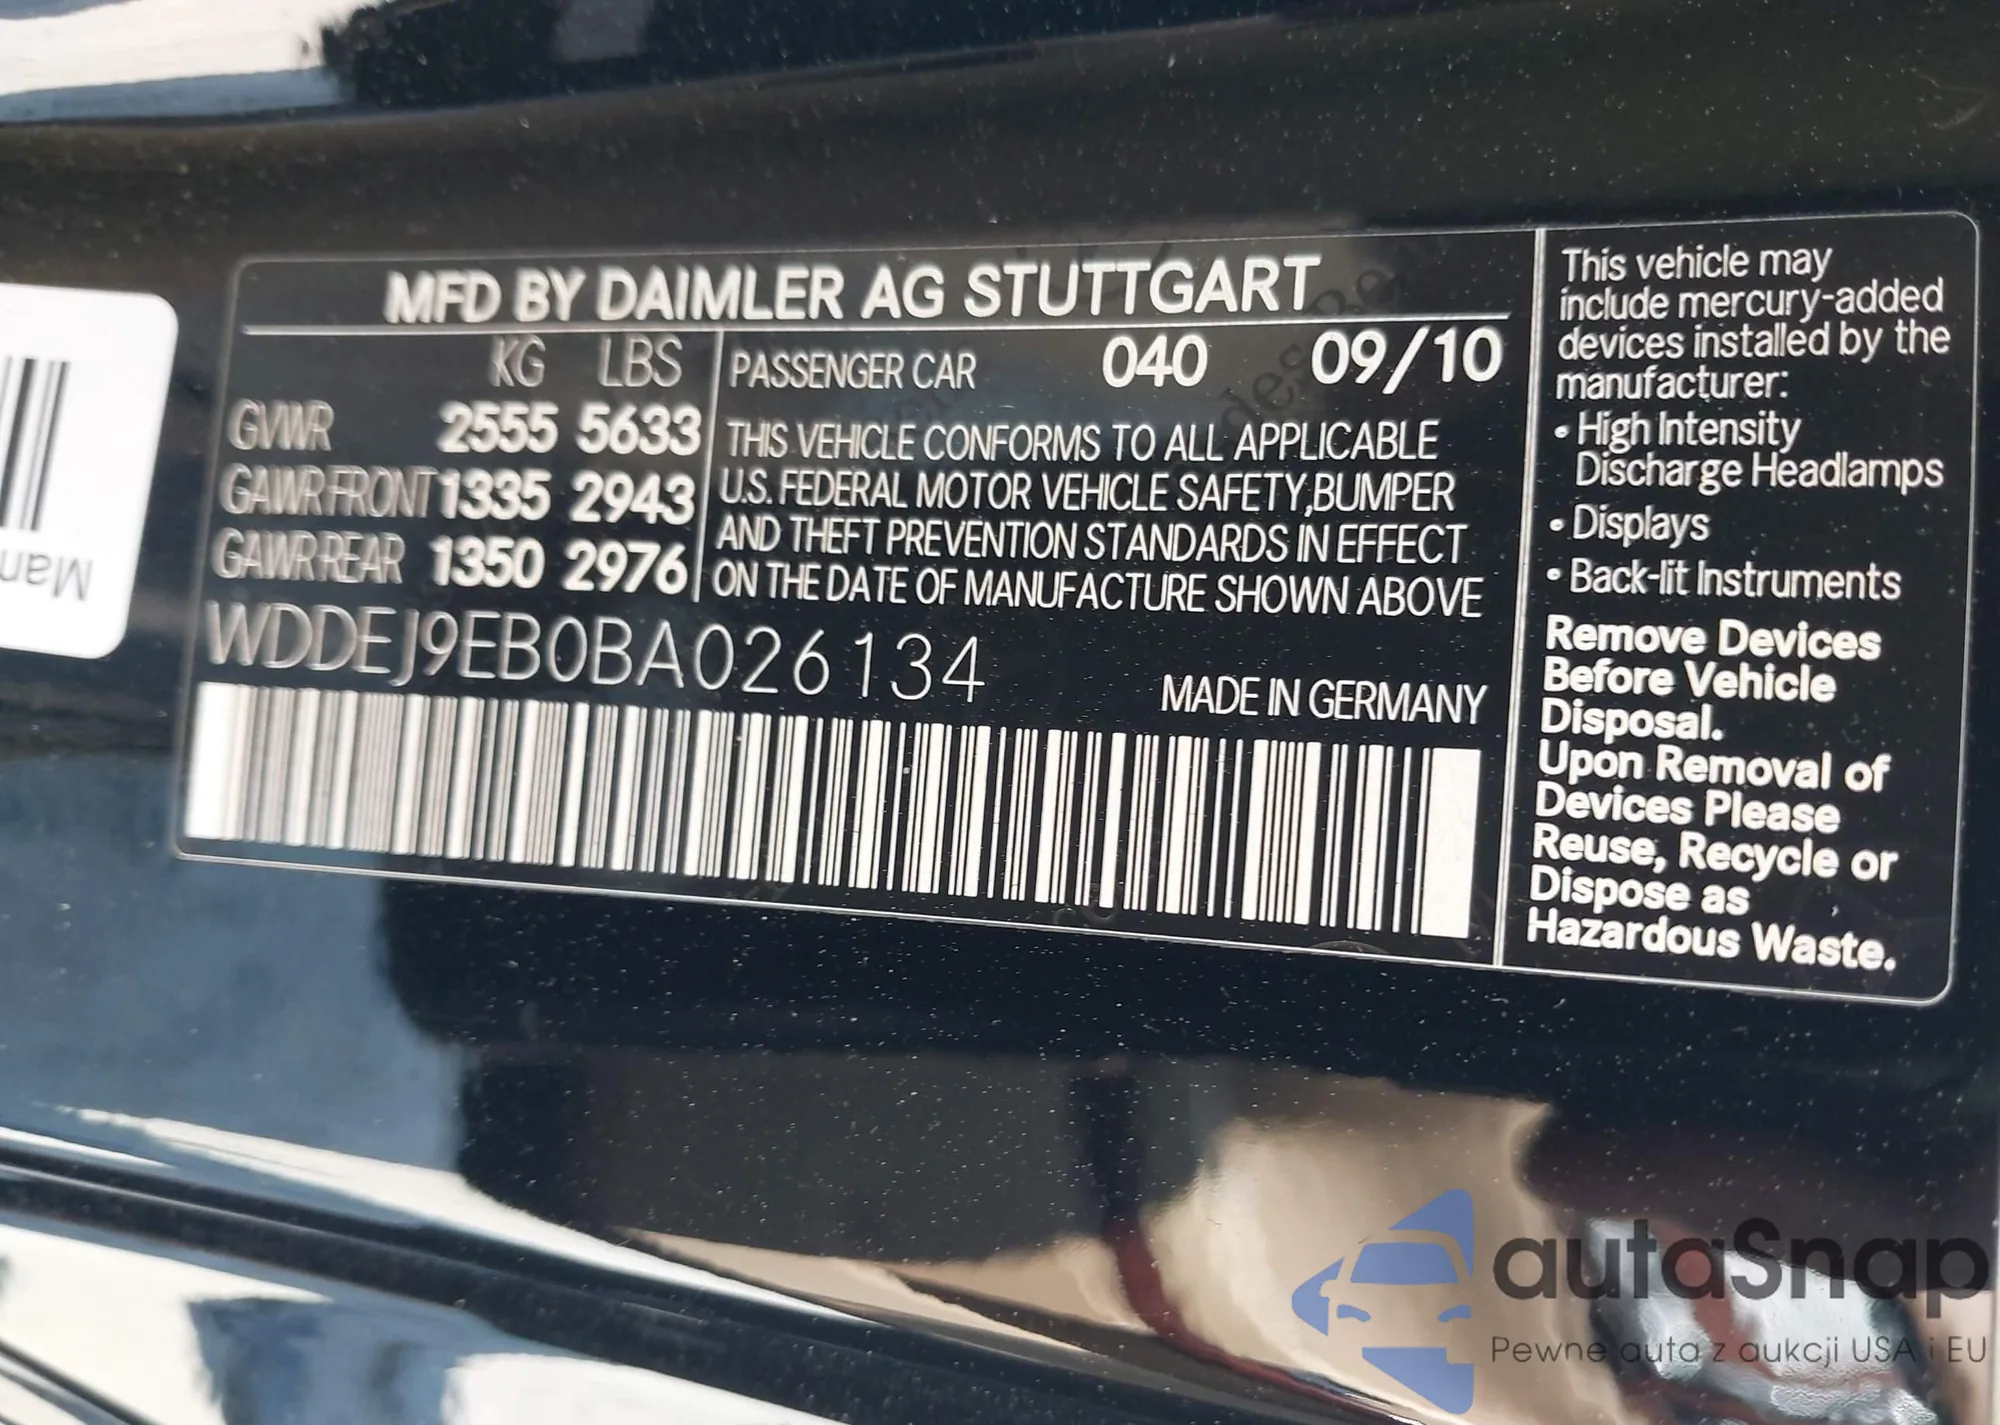 MFD BY DAIMLER AG STUTTGART
KG LBS
GVWR 2555 5633
GAWR FRONT 1335 2943
GAWR REAR 1350 2976
PASSENGER CAR 040 09/10
THIS VEHICLE CONFORMS TO ALL APPLICABLE
U.S. FEDERAL MOTOR VEHICLE SAFETY, BUMPER
AND THEFT PREVENTION STANDARDS IN EFFECT
ON THE DATE OF MANUFACTURE SHOWN ABOVE
WDDEJ9EB0BA026134
MADE IN GERMANY
This vehicle may
include mercury-added
devices installed by the
manufacturer:
• High Intensity
Discharge Headlamps
• Displays
• Back-lit Instruments
Remove Devices
Before Vehicle
Disposal.
Upon Removal of
Devices Please
Reuse, Recycle or
Dispose as
Hazardous Waste.
Man
autaSnap
Pewne auta z aukcji USA i EU